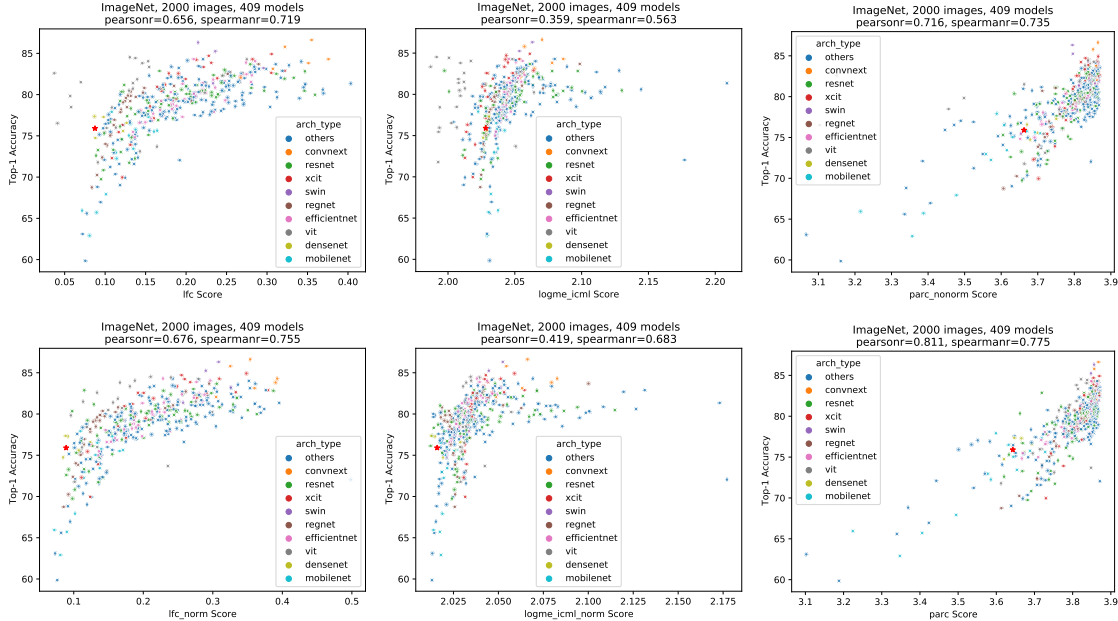 ImageNet, 2000 images, 409 models
pearsonr=0.656, spearmanr=0.719
Top-1 Accuracy
85
80
75
70
65
60
0.05 0.10 0.15 0.20 0.25 0.30 0.35 0.40
lfc Score
arch_type
others
convnext
resnet
xcit
swin
regnet
efficientnet
vit
densenet
mobilenet
ImageNet, 2000 images, 409 models
pearsonr=0.359, spearmanr=0.563
Top-1 Accuracy
85
80
75
70
65
60
2.00 2.05 2.10 2.15 2.20
logme_icml Score
arch_type
others
convnext
resnet
xcit
swin
regnet
efficientnet
vit
densenet
mobilenet
ImageNet, 2000 images, 409 models
pearsonr=0.716, spearmanr=0.735
Top-1 Accuracy
85
80
75
70
65
60
3.1 3.2 3.3 3.4 3.5 3.6 3.7 3.8 3.9
parc_nonorm Score
arch_type
others
convnext
resnet
xcit
swin
regnet
efficientnet
vit
densenet
mobilenet
ImageNet, 2000 images, 409 models
pearsonr=0.676, spearmanr=0.755
Top-1 Accuracy
85
80
75
70
65
60
0.1 0.2 0.3 0.4 0.5
lfc_norm Score
arch_type
others
convnext
resnet
xcit
swin
regnet
efficientnet
vit
densenet
mobilenet
ImageNet, 2000 images, 409 models
pearsonr=0.419, spearmanr=0.683
Top-1 Accuracy
85
80
75
70
65
60
2.025 2.050 2.075 2.100 2.125 2.150 2.175
logme_icml_norm Score
arch_type
others
convnext
resnet
xcit
swin
regnet
efficientnet
vit
densenet
mobilenet
ImageNet, 2000 images, 409 models
pearsonr=0.811, spearmanr=0.775
Top-1 Accuracy
85
80
75
70
65
60
3.1 3.2 3.3 3.4 3.5 3.6 3.7 3.8 3.9
parc Score
arch_type
others
convnext
resnet
xcit
swin
regnet
efficientnet
vit
densenet
mobilenet